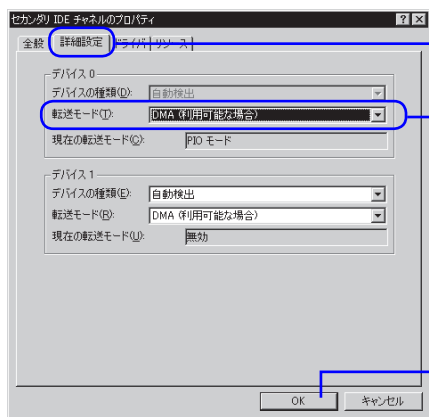 セカンダリ IDE チャネルのプロパティ
全般 詳細設定 ドライバ リソース
デバイス 0
デバイスの種類(D): 自動検出
転送モード(T): DMA (利用可能な場合)
現在の転送モード(C): PIO モード
デバイス 1
デバイスの種類(E): 自動検出
転送モード(R): DMA (利用可能な場合)
現在の転送モード(U): 無効
OK キャンセル